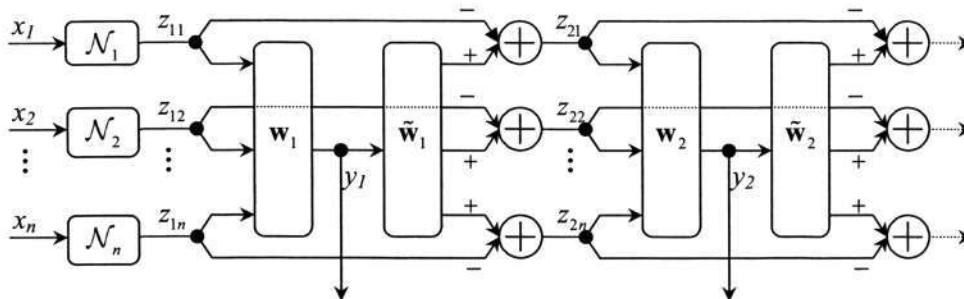 x₁ 𝒩₁ z₁₁ − + z₂₁ − +
x₂ 𝒩₂ z₁₂ w₁ w̃₁ − + z₂₂ w₂ w̃₂ − +
⋮ ⋮ y₁ ⋮ y₂
xₙ 𝒩ₙ z₁ₙ + − z₂ₙ + −